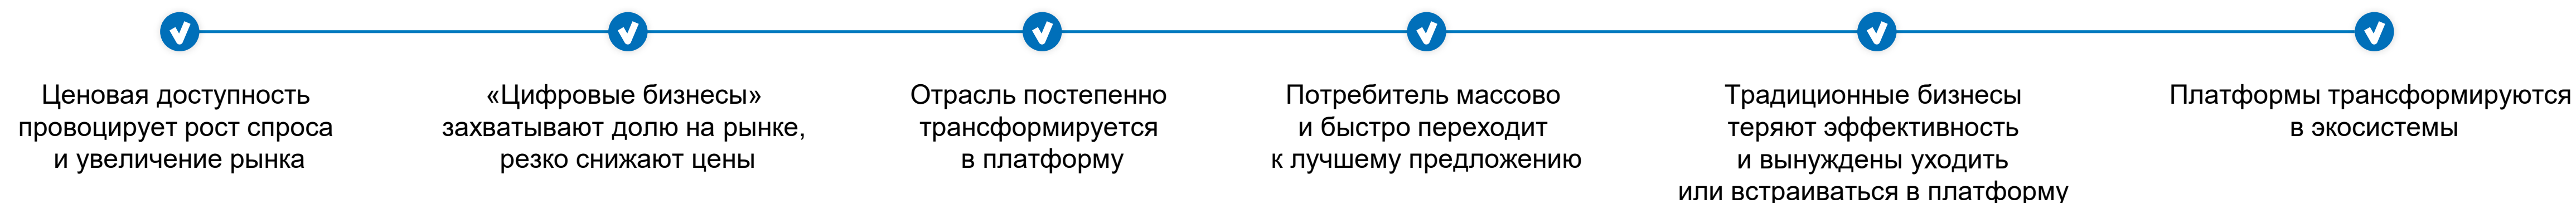 Ценовая доступность
провоцирует рост спроса
и увеличение рынка
«Цифровые бизнесы»
захватывают долю на рынке,
резко снижают цены
Отрасль постепенно
трансформируется
в платформу
Потребитель массово
и быстро переходит
к лучшему предложению
Традиционные бизнесы
теряют эффективность
и вынуждены уходить
или встраиваться в платформу
Платформы трансформируются
в экосистемы